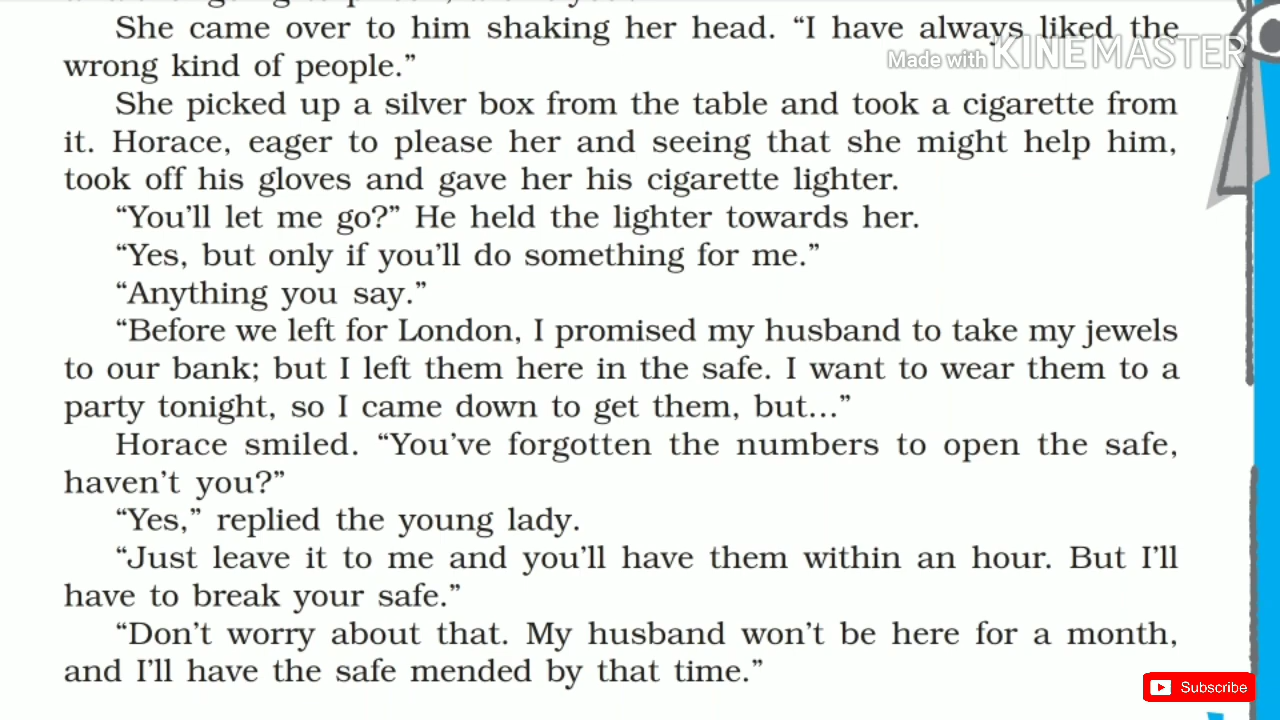 She came over to him shaking her head. “I have always liked the
wrong kind of people.”
She picked up a silver box from the table and took a cigarette from
it. Horace, eager to please her and seeing that she might help him,
took off his gloves and gave her his cigarette lighter.
“You’ll let me go?” He held the lighter towards her.
“Yes, but only if you’ll do something for me.”
“Anything you say.”
“Before we left for London, I promised my husband to take my jewels
to our bank; but I left them here in the safe. I want to wear them to a
party tonight, so I came down to get them, but...”
Horace smiled. “You’ve forgotten the numbers to open the safe,
haven’t you?”
“Yes,” replied the young lady.
“Just leave it to me and you’ll have them within an hour. But I’ll
have to break your safe.”
“Don’t worry about that. My husband won’t be here for a month,
and I’ll have the safe mended by that time.”
Made with KINEMASTER
Subscribe